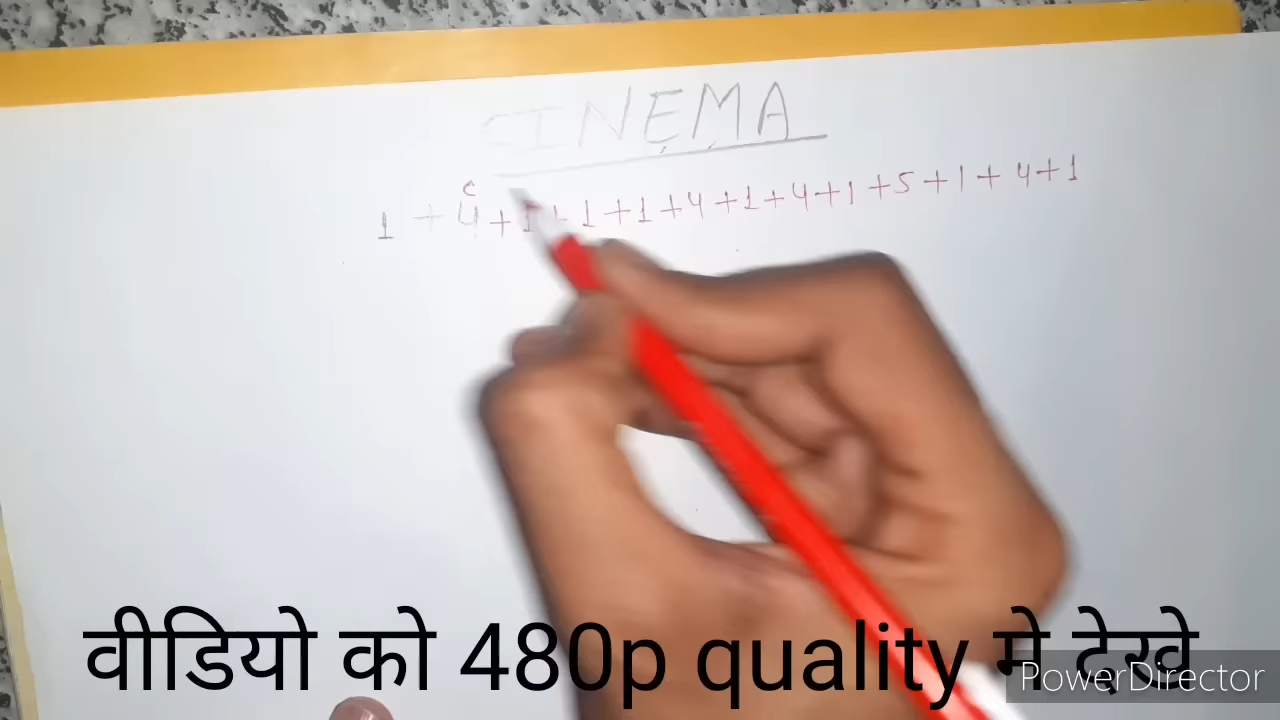 CINEMA
C
1 + 4 + 1 + 1 + 1 + 4 + 1 + 4 + 1 + 5 + 1 + 4 + 1
वीडियो को 480p quality मे देखे
PowerDirector